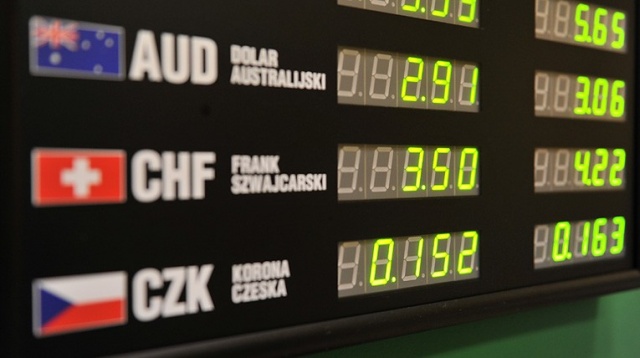 5.65
AUD DOLAR AUSTRALIJSKI 2.91 3.06
CHF FRANK SZWAJCARSKI 3.50 4.22
CZK KORONA CZESKA 0.152 0.163